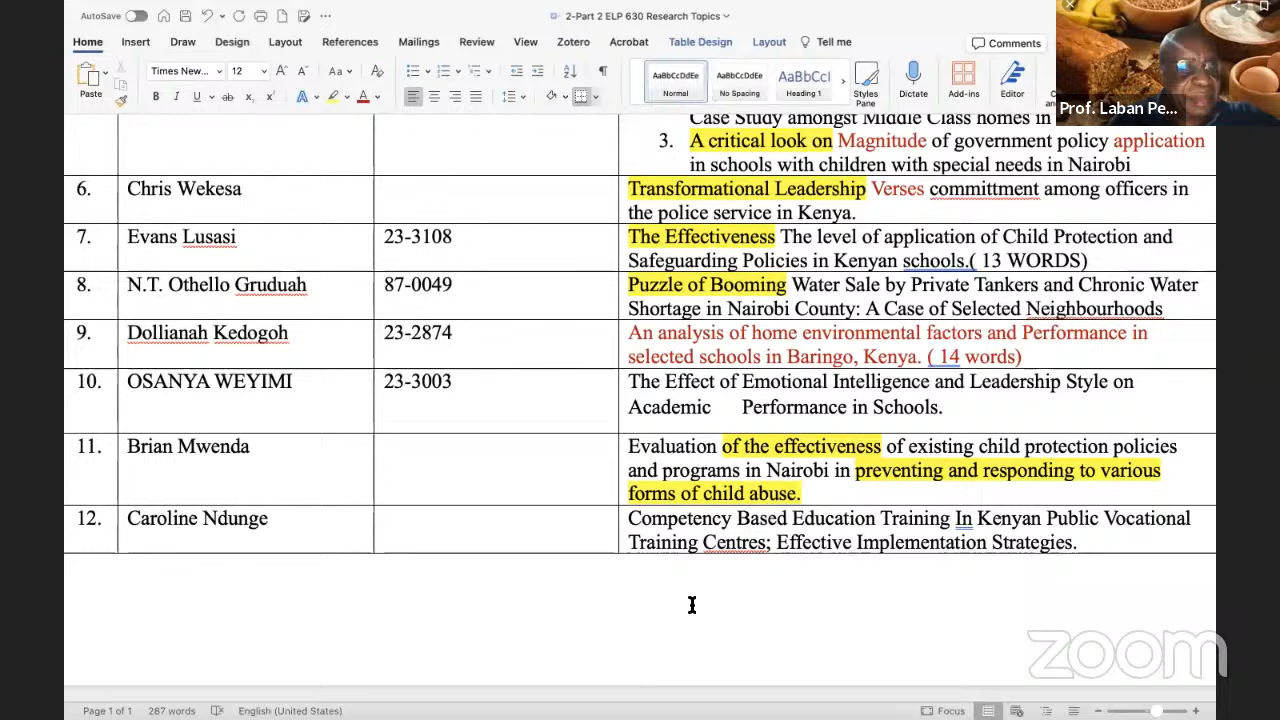 AutoSave
2-Part 2 ELP 630 Research Topics
Home Insert Draw Design Layout References Mailings Review View Zotero Acrobat Table Design Layout Tell me
Comments
Paste
Times New... 12
AaBbCcDdEe AaBbCcDdEe AaBbCcI
Normal No Spacing Heading 1
Styles Pane
Dictate
Add-ins
Editor
Prof. Laban Pe...
Case Study amongst Middle Class homes in
3. A critical look on Magnitude of government policy application
in schools with children with special needs in Nairobi
6. Chris Wekesa Transformational Leadership Verses committment among officers in
the police service in Kenya.
7. Evans Lusasi 23-3108 The Effectiveness The level of application of Child Protection and
Safeguarding Policies in Kenyan schools.( 13 WORDS)
8. N.T. Othello Gruduah 87-0049 Puzzle of Booming Water Sale by Private Tankers and Chronic Water
Shortage in Nairobi County: A Case of Selected Neighbourhoods
9. Dollianah Kedogoh 23-2874 An analysis of home environmental factors and Performance in
selected schools in Baringo, Kenya. ( 14 words)
10. OSANYA WEYIMI 23-3003 The Effect of Emotional Intelligence and Leadership Style on
Academic Performance in Schools.
11. Brian Mwenda Evaluation of the effectiveness of existing child protection policies
and programs in Nairobi in preventing and responding to various
forms of child abuse.
12. Caroline Ndunge Competency Based Education Training In Kenyan Public Vocational
Training Centres; Effective Implementation Strategies.
zoom
Page 1 of 1 287 words English (United States) Focus